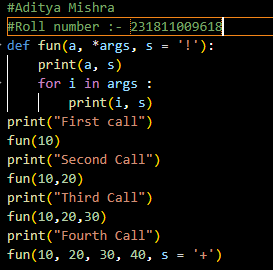 #Aditya Mishra
#Roll number :- 231811009618
def fun(a, *args, s = '!'):
    print(a, s)
    for i in args :
        print(i, s)
print("First call")
fun(10)
print("Second Call")
fun(10,20)
print("Third Call")
fun(10,20,30)
print("Fourth Call")
fun(10, 20, 30, 40, s = '+')